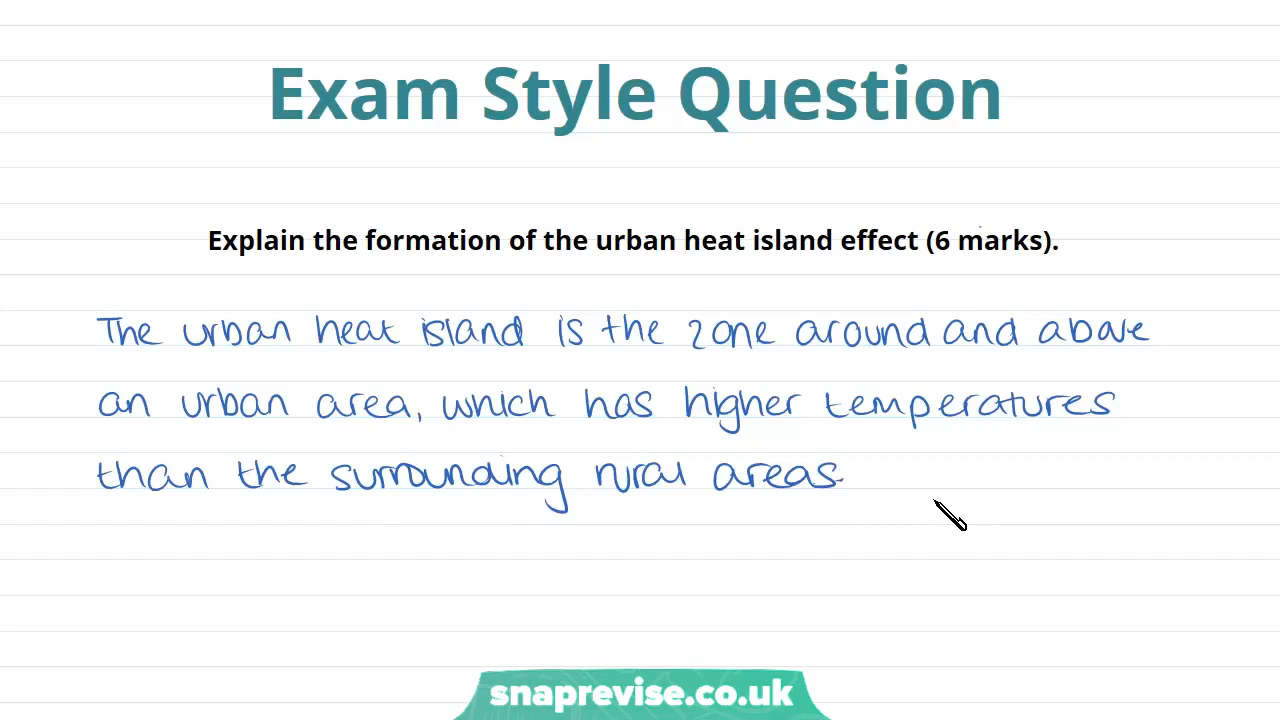 Exam Style Question
Explain the formation of the urban heat island effect (6 marks).
The urban heat island is the zone around and above
an urban area, which has higher temperatures
than the surrounding rural areas.
snaprevise.co.uk